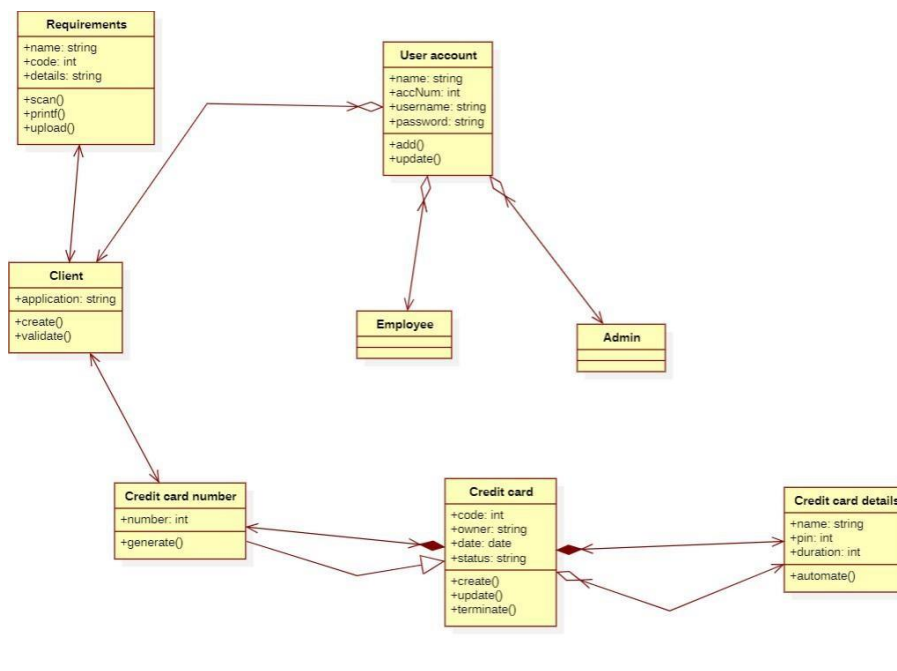 Requirements
+name: string
+code: int
+details: string
+scan()
+printf()
+upload()
User account
+name: string
+accNum: int
+username: string
+password: string
+add()
+update()
Client
+application: string
+create()
+validate()
Employee
Admin
Credit card number
+number: int
+generate()
Credit card
+code: int
+owner: string
+date: date
+status: string
+create()
+update()
+terminate()
Credit card details
+name: string
+pin: int
+duration: int
+automate()